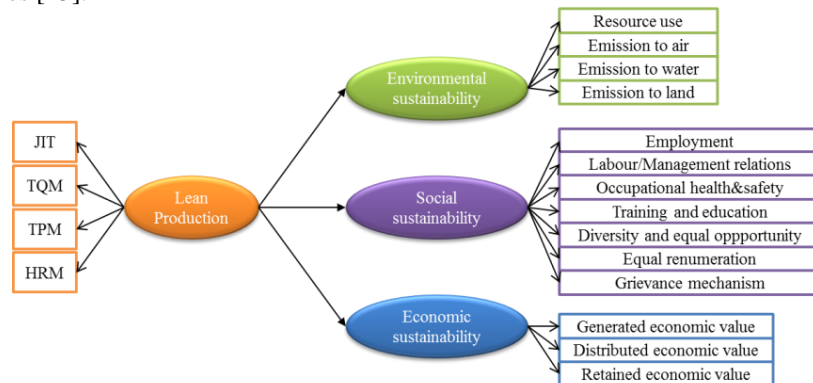 JIT
TQM
TPM
HRM
Lean
Production
Environmental
sustainability
Social
sustainability
Economic
sustainability
Resource use
Emission to air
Emission to water
Emission to land
Employment
Labour/Management relations
Occupational health&safety
Training and education
Diversity and equal oppportunity
Equal renumeration
Grievance mechanism
Generated economic value
Distributed economic value
Retained economic value